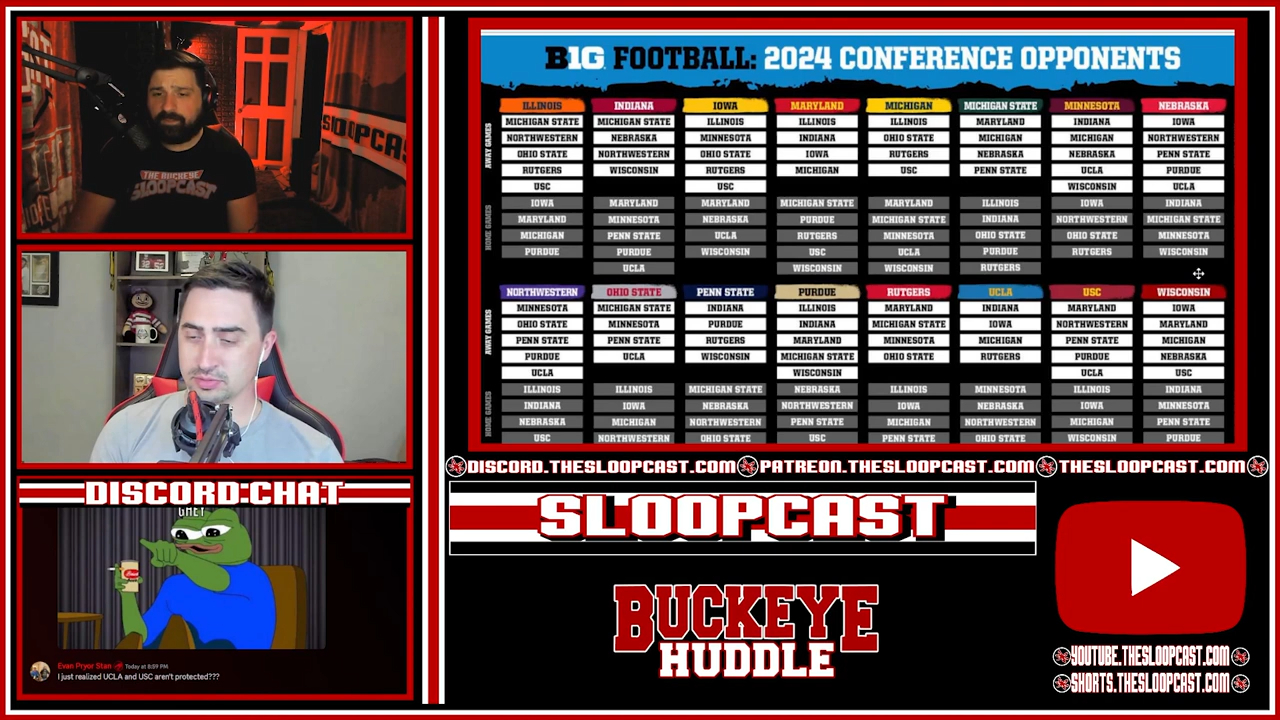 THE BUCKEYE
SLOOPCAST
SLOOPCAS
B1G FOOTBALL: 2024 CONFERENCE OPPONENTS
ILLINOIS INDIANA IOWA MARYLAND MICHIGAN MICHIGAN STATE MINNESOTA NEBRASKA
AWAY GAMES
MICHIGAN STATE MICHIGAN STATE ILLINOIS ILLINOIS ILLINOIS MARYLAND INDIANA IOWA
NORTHWESTERN NEBRASKA MINNESOTA INDIANA OHIO STATE MICHIGAN MICHIGAN NORTHWESTERN
OHIO STATE NORTHWESTERN OHIO STATE IOWA RUTGERS NEBRASKA NEBRASKA PENN STATE
RUTGERS WISCONSIN RUTGERS MICHIGAN USC PENN STATE UCLA PURDUE
USC USC WISCONSIN UCLA
HOME GAMES
IOWA MARYLAND MARYLAND MICHIGAN STATE MARYLAND ILLINOIS IOWA INDIANA
MARYLAND MINNESOTA NEBRASKA PURDUE MICHIGAN STATE INDIANA NORTHWESTERN MICHIGAN STATE
MICHIGAN PENN STATE UCLA RUTGERS MINNESOTA OHIO STATE OHIO STATE MINNESOTA
PURDUE PURDUE WISCONSIN USC UCLA PURDUE RUTGERS WISCONSIN
UCLA WISCONSIN WISCONSIN RUTGERS
NORTHWESTERN OHIO STATE PENN STATE PURDUE RUTGERS UCLA USC WISCONSIN
AWAY GAMES
MINNESOTA MICHIGAN STATE INDIANA ILLINOIS MARYLAND INDIANA MARYLAND IOWA
OHIO STATE MINNESOTA PURDUE INDIANA MICHIGAN STATE IOWA NORTHWESTERN MARYLAND
PENN STATE PENN STATE USC MARYLAND MINNESOTA MICHIGAN PENN STATE MICHIGAN
PURDUE UCLA WISCONSIN MICHIGAN STATE OHIO STATE RUTGERS PURDUE NEBRASKA
UCLA WISCONSIN UCLA USC
HOME GAMES
ILLINOIS ILLINOIS MICHIGAN STATE NEBRASKA ILLINOIS MINNESOTA ILLINOIS INDIANA
INDIANA IOWA NEBRASKA NORTHWESTERN IOWA NEBRASKA IOWA MINNESOTA
NEBRASKA MICHIGAN NORTHWESTERN PENN STATE MICHIGAN NORTHWESTERN MICHIGAN PENN STATE
USC NORTHWESTERN OHIO STATE USC PENN STATE OHIO STATE WISCONSIN PURDUE
DISCORD.THESLOOPCAST.COM PATREON.THESLOOPCAST.COM THESLOOPCAST.COM
SLOOPCAST
BUCKEYE
HUDDLE
YOUTUBE.THESLOOPCAST.COM
SHORTS.THESLOOPCAST.COM
DISCORD:CHAT
Evan Pryor Stan Today at 8:59 PM
I just realized UCLA and USC aren't protected???